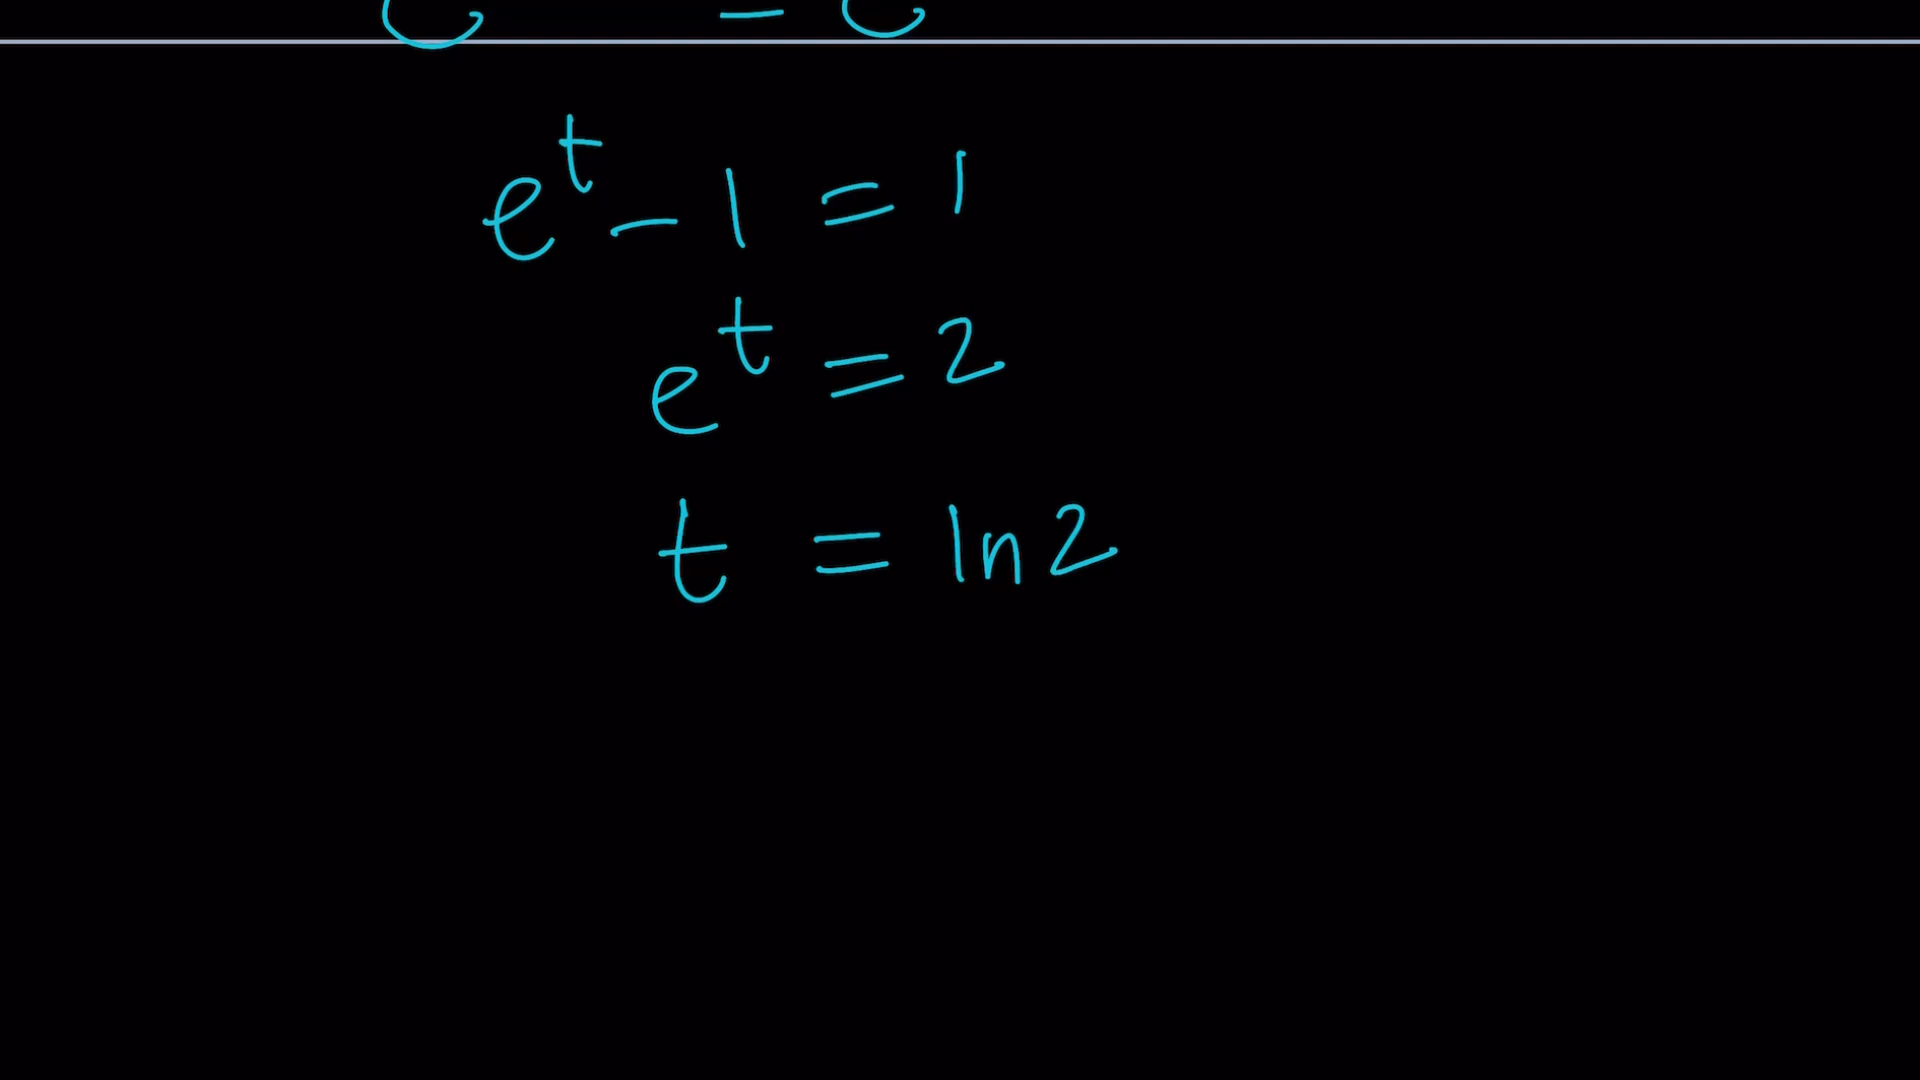 e^t - 1 = 1
e^t = 2
t = ln2